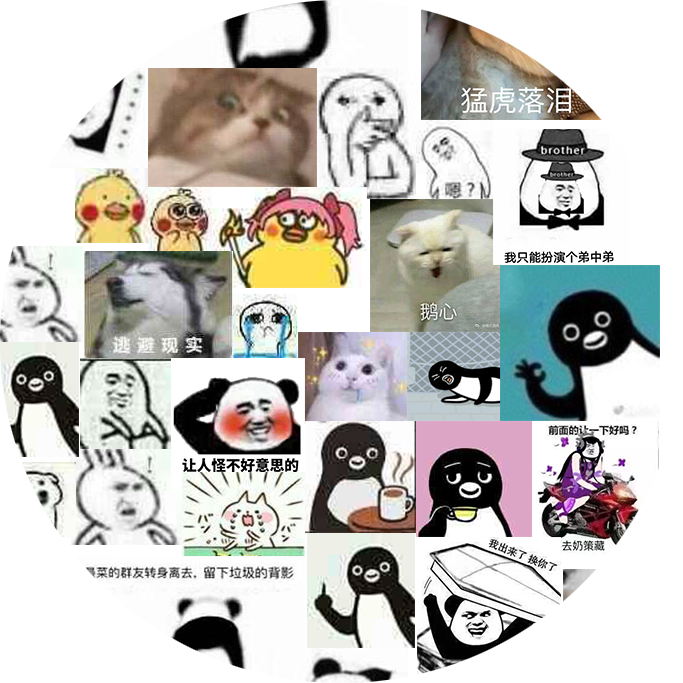 猛虎落泪
brother
嗯？
brother
我只能扮演个弟中弟
鹅心
逃避现实
让人怪不好意思的
前面的让一下好吗？
去奶策藏
我出来了 换你了
菜的群友转身离去，留下垃圾的背影